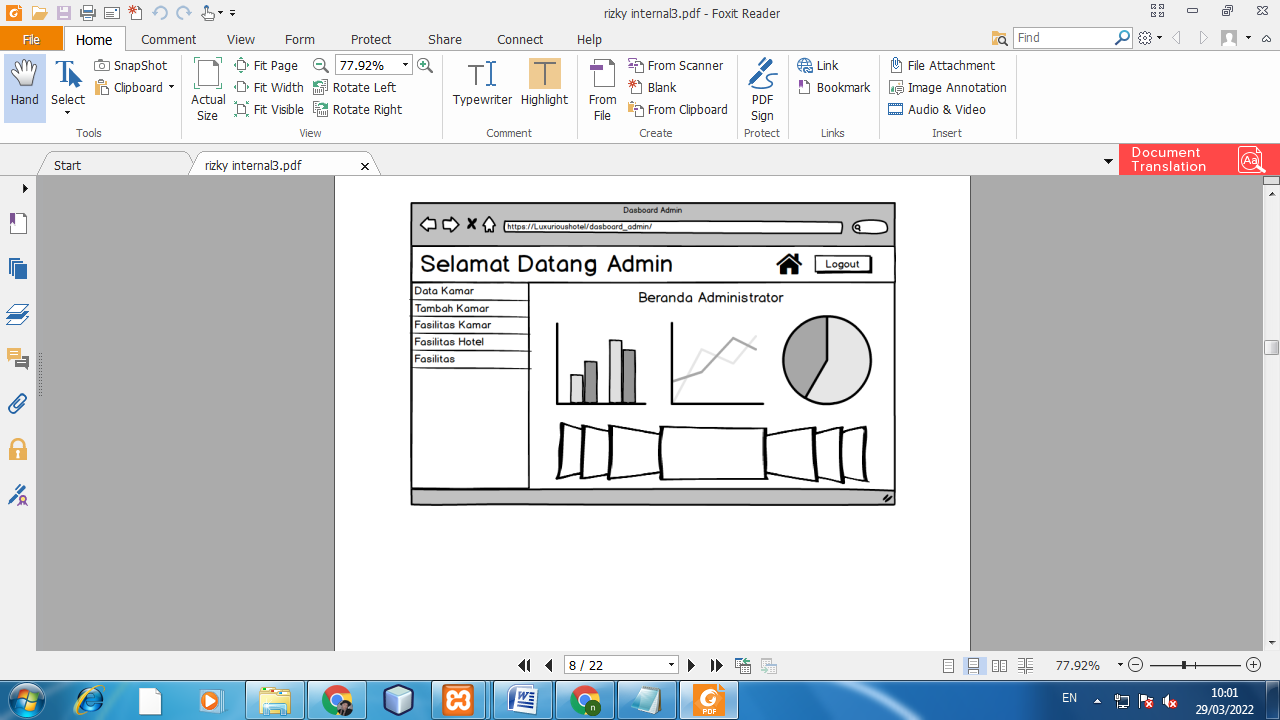 rizky internal3.pdf - Foxit Reader
File Home Comment View Form Protect Share Connect Help Find
Hand
Select
SnapShot
Clipboard
Tools
Actual Size
Fit Page
Fit Width
Fit Visible
77.92%
Rotate Left
Rotate Right
View
Typewriter
Highlight
Comment
From File
From Scanner
Blank
From Clipboard
Create
PDF Sign
Protect
Link
Bookmark
Links
File Attachment
Image Annotation
Audio & Video
Insert
Start
rizky internal3.pdf
Document
Translation
Aa
Dasboard Admin
https://Luxurioushotel/dasboard_admin/
Selamat Datang Admin
Logout
Data Kamar
Tambah Kamar
Fasilitas Kamar
Fasilitas Hotel
Fasilitas
Beranda Administrator
8 / 22
77.92%
W
n
PDF
EN
10:01
29/03/2022